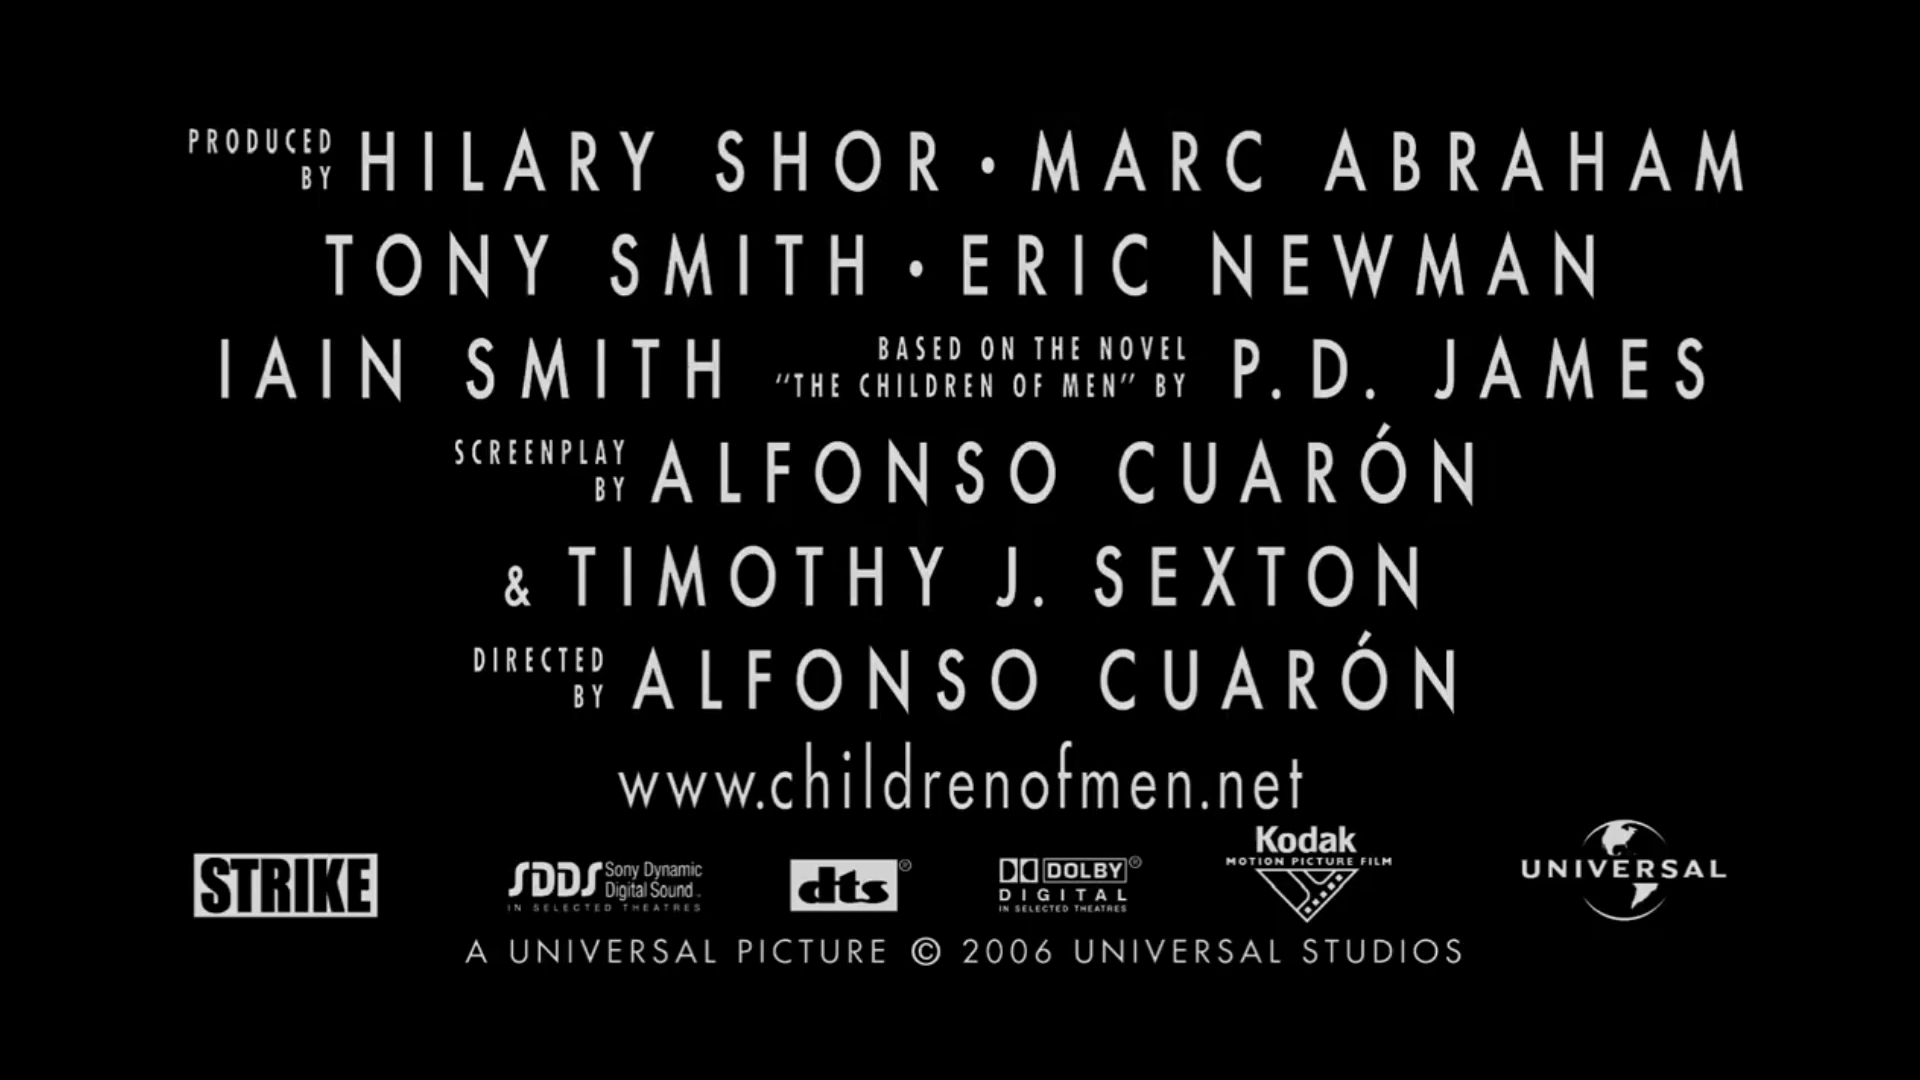 PRODUCED BY HILARY SHOR • MARC ABRAHAM
TONY SMITH • ERIC NEWMAN
IAIN SMITH BASED ON THE NOVEL "THE CHILDREN OF MEN" BY P.D. JAMES
SCREENPLAY BY ALFONSO CUARÓN
& TIMOTHY J. SEXTON
DIRECTED BY ALFONSO CUARÓN
www.childrenofmen.net
STRIKE
SDDS Sony Dynamic Digital Sound
IN SELECTED THEATRES
dts ®
DOLBY ®
DIGITAL
IN SELECTED THEATRES
Kodak
MOTION PICTURE FILM
UNIVERSAL
A UNIVERSAL PICTURE © 2006 UNIVERSAL STUDIOS